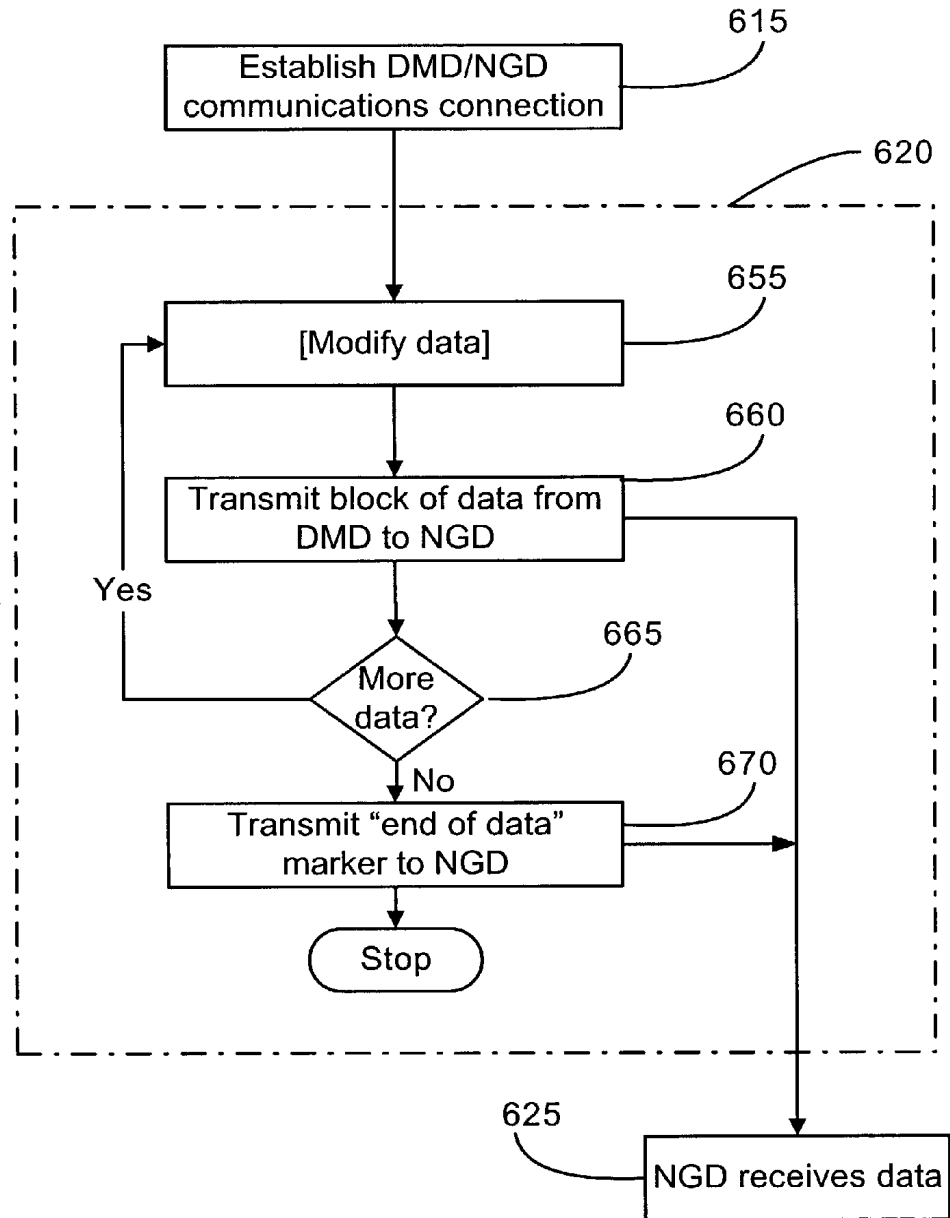 615
Establish DMD/NGD
communications connection
620
655
[Modify data]
660
Transmit block of data from
DMD to NGD
Yes
665
More
data?
No
670
Transmit “end of data”
marker to NGD
Stop
625
NGD receives data